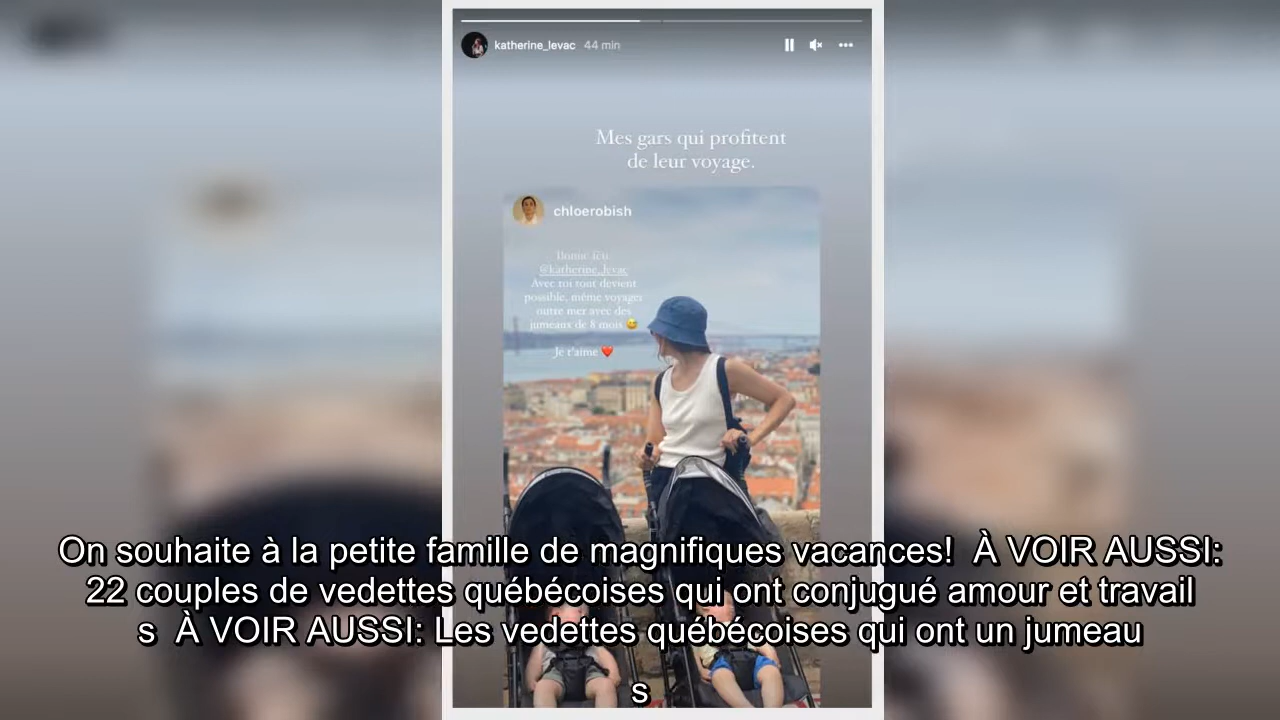 katherine_levac 44 min
Mes gars qui profitent
de leur voyage.
chloerobish
@katherine_levac
Avec toi tout devient
possible, même voyager
outre mer avec des
jumeaux de 8 mois 😅
Je t'aime ❤️
On souhaite à la petite famille de magnifiques vacances!  À VOIR AUSSI:
22 couples de vedettes québécoises qui ont conjugué amour et travail
s  À VOIR AUSSI: Les vedettes québécoises qui ont un jumeau
s